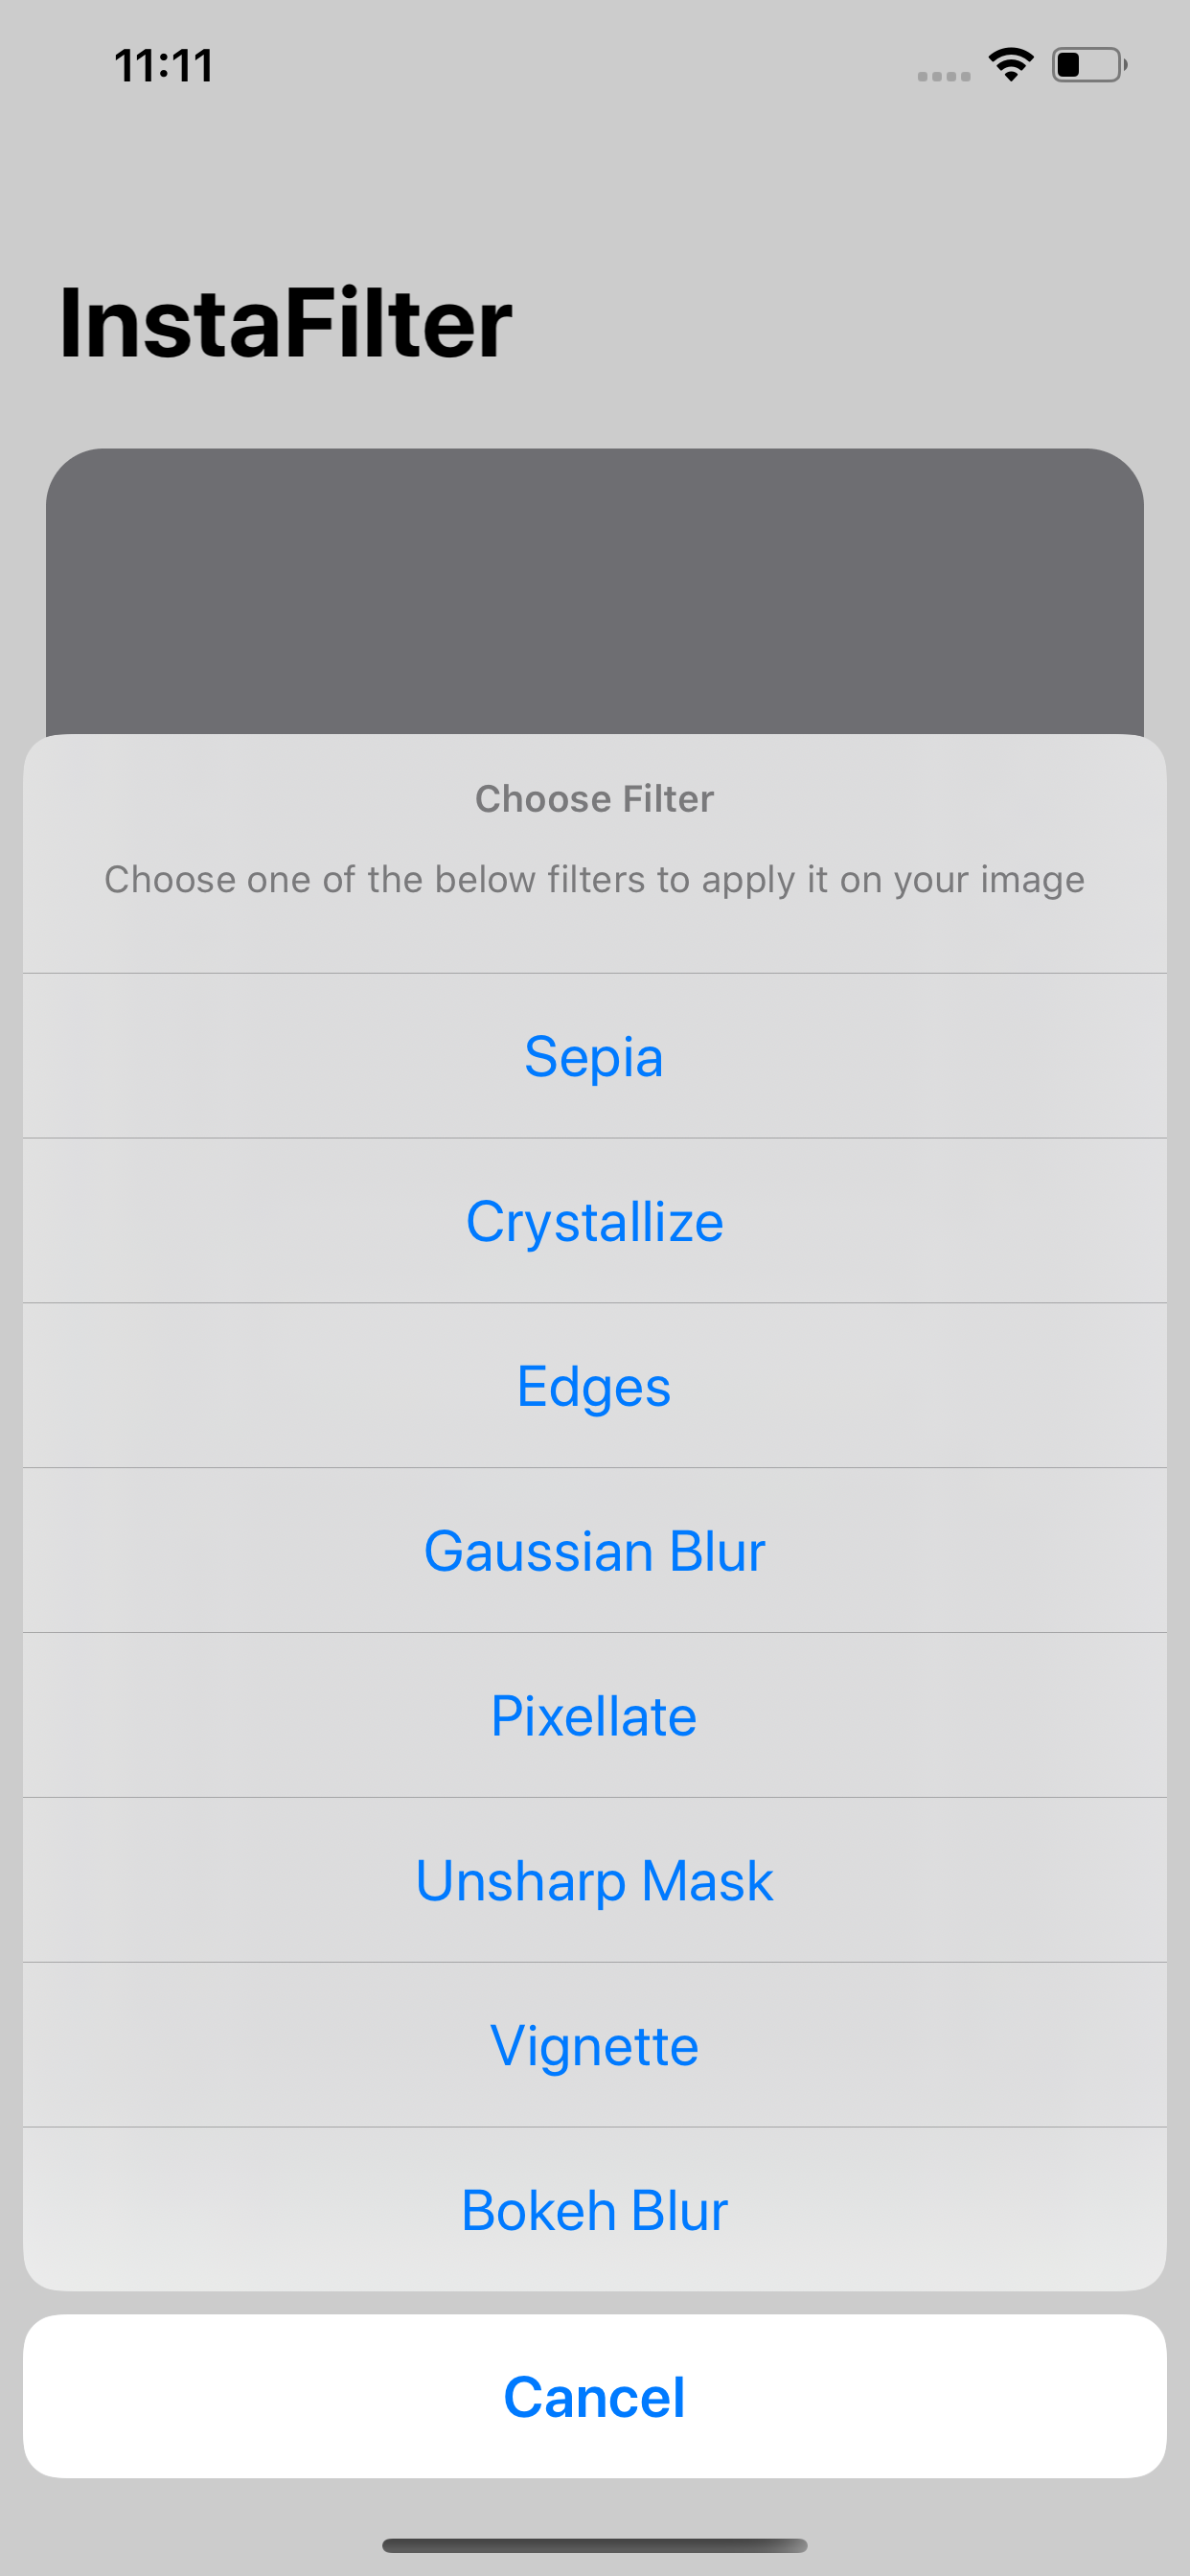 11:11
InstaFilter
Choose Filter
Choose one of the below filters to apply it on your image
Sepia
Crystallize
Edges
Gaussian Blur
Pixellate
Unsharp Mask
Vignette
Bokeh Blur
Cancel